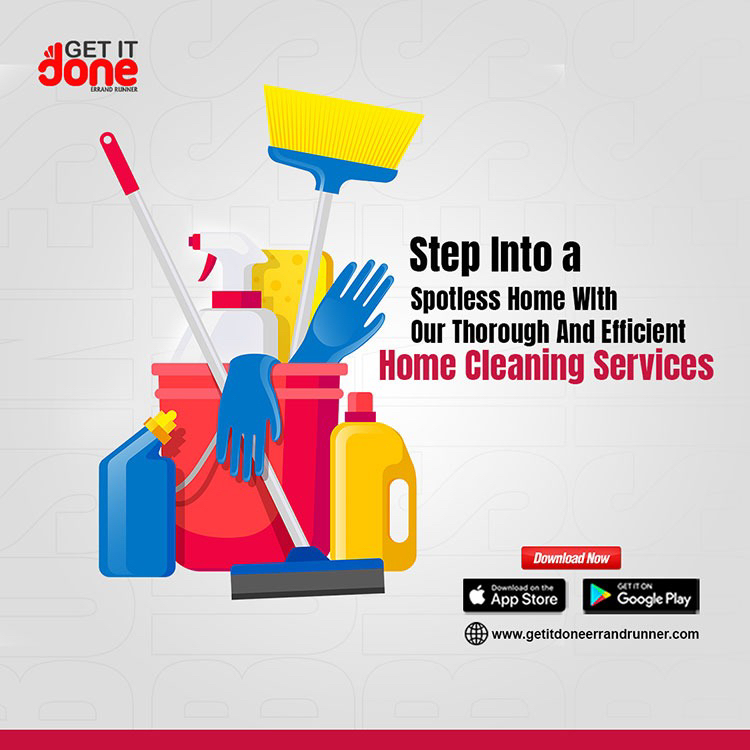 GET IT
done
ERRAND RUNNER
Step Into a
Spotless Home WIth
Our Thorough And Efficient
Home Cleaning Services
Download Now
Download on the
App Store
GET IT ON
Google Play
www.getitdoneerrandrunner.com